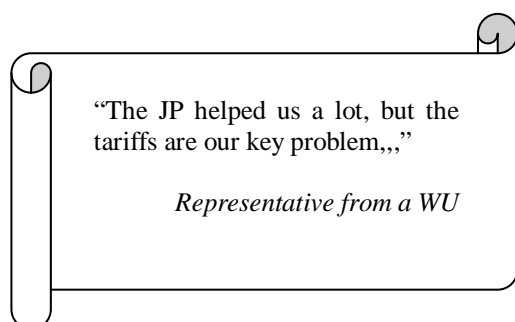 “The JP helped us a lot, but the
tariffs are our key problem,,,”
Representative from a WU